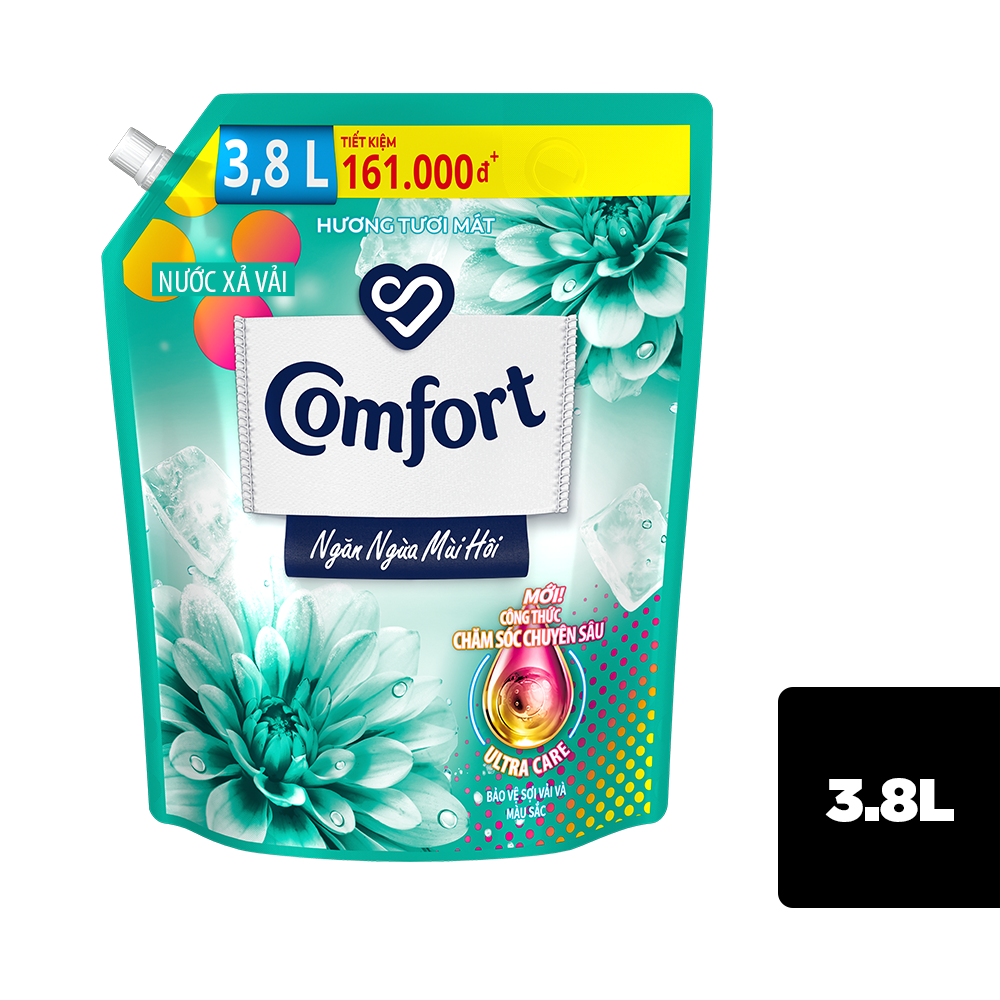 3,8 L
TIẾT KIỆM
161.000đ+
HƯƠNG TƯƠI MÁT
NƯỚC XẢ VẢI
Comfort
Ngăn Ngừa Mùi Hôi
MỚI!
CÔNG THỨC
CHĂM SÓC CHUYÊN SÂU
ULTRA CARE
BẢO VỆ SỢI VẢI VÀ
MÀU SẮC
3.8L